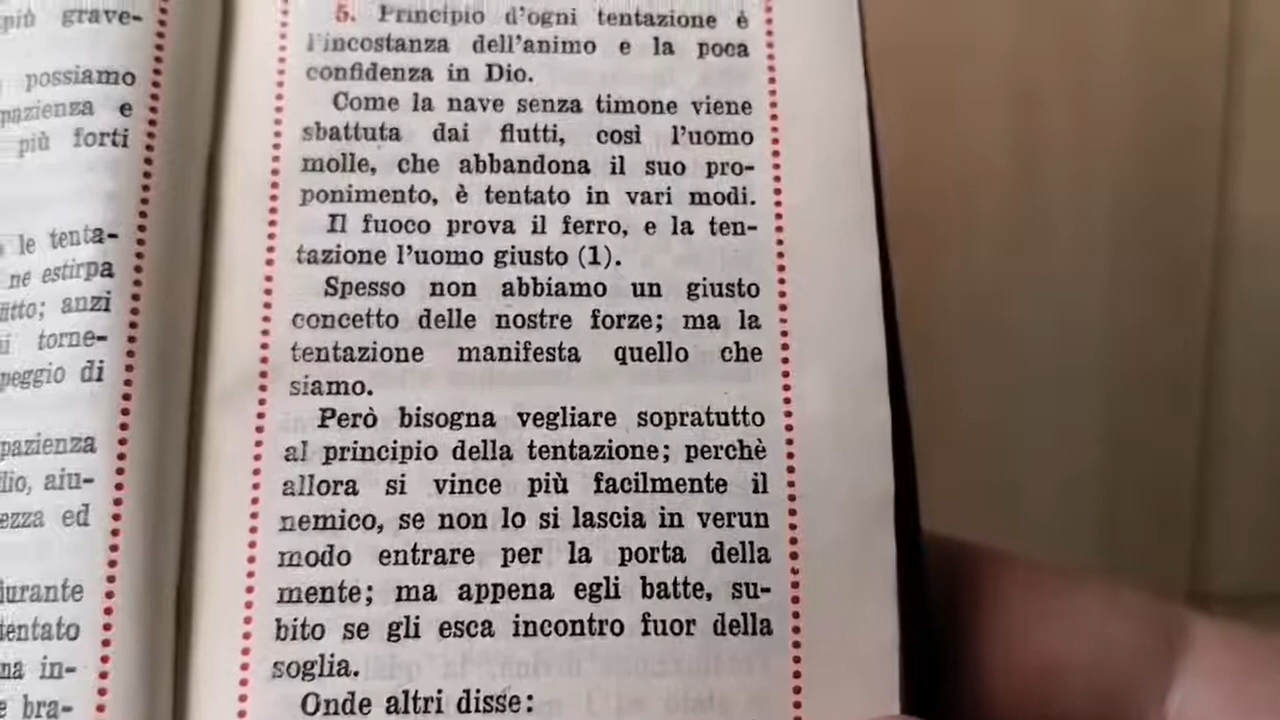 più grave-
possiamo
pazienza e
più forti
le tenta-
ne estirpa
anzi
torne-
peggio di
pazienza
aiu-
ed
durante
tentato
in-
bra-
5. Principio d'ogni tentazione è
l'incostanza dell'animo e la poca
confidenza in Dio.
Come la nave senza timone viene
sbattuta dai flutti, così l'uomo
molle, che abbandona il suo pro-
ponimento, è tentato in vari modi.
Il fuoco prova il ferro, e la ten-
tazione l'uomo giusto (1).
Spesso non abbiamo un giusto
concetto delle nostre forze; ma la
tentazione manifesta quello che
siamo.
Però bisogna vegliare sopratutto
al principio della tentazione; perchè
allora si vince più facilmente il
nemico, se non lo si lascia in verun
modo entrare per la porta della
mente; ma appena egli batte, su-
bito se gli esca incontro fuor della
soglia.
Onde altri disse: